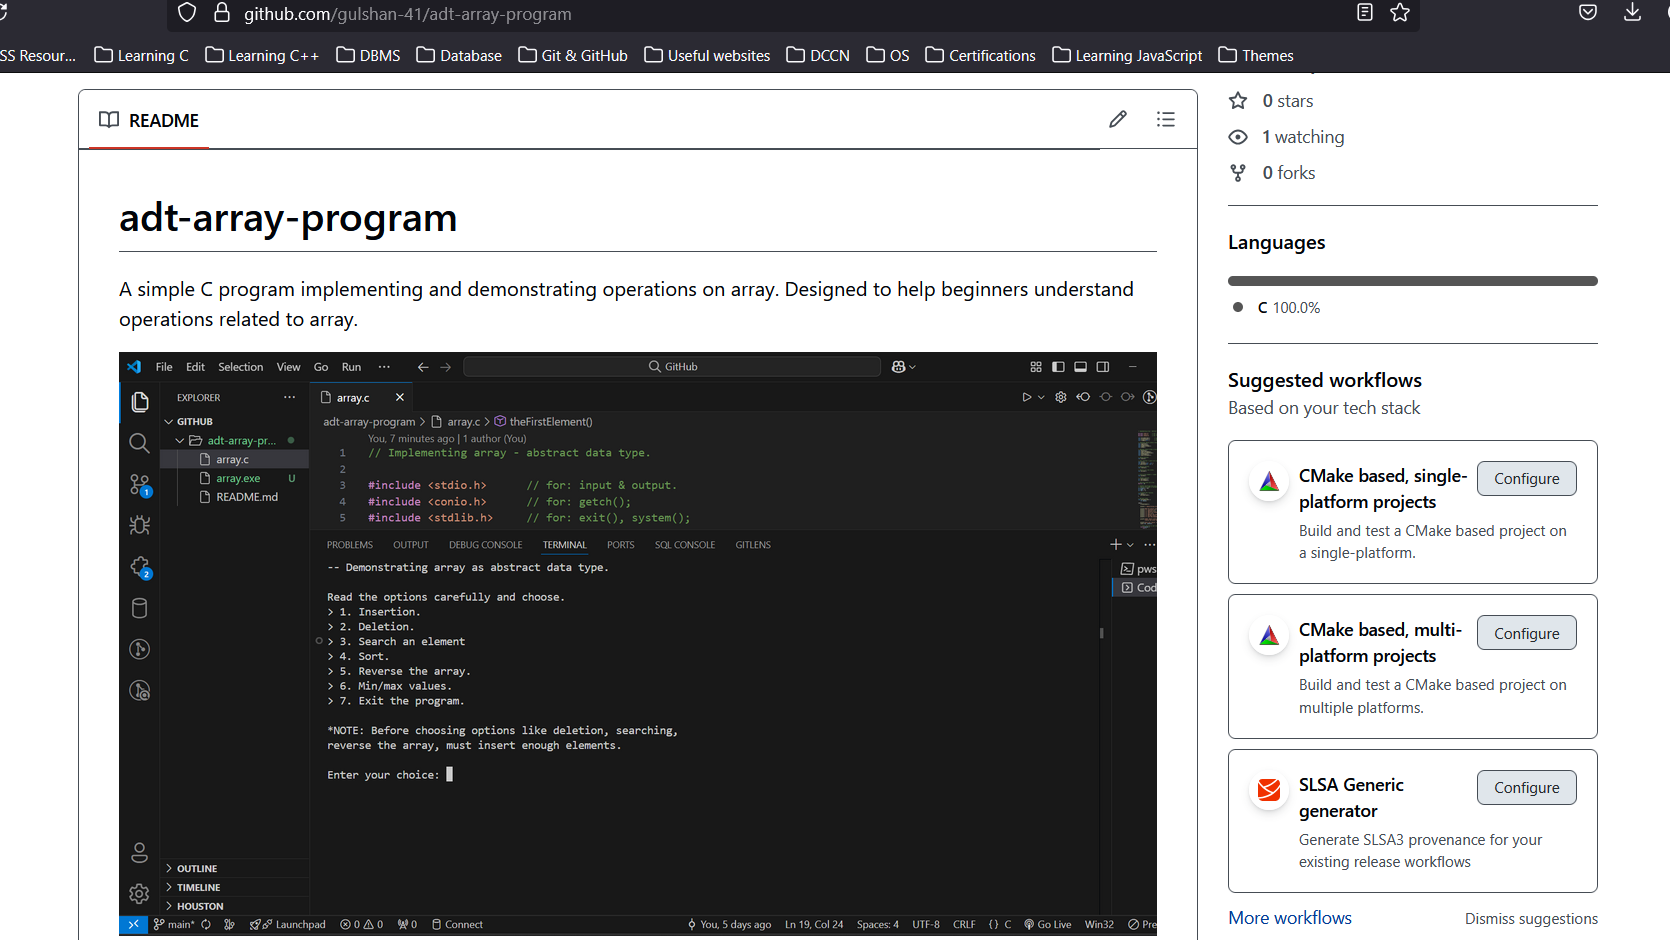 github.com/gulshan-41/adt-array-program
SS Resour... Learning C Learning C++ DBMS Database Git & GitHub Useful websites DCCN OS Certifications Learning JavaScript Themes
README
adt-array-program
A simple C program implementing and demonstrating operations on array. Designed to help beginners understand
operations related to array.
File Edit Selection View Go Run ··· GitHub
EXPLORER ···
GITHUB
adt-array-pr...
array.c
array.exe U
README.md
OUTLINE
TIMELINE
HOUSTON
array.c
adt-array-program > array.c > theFirstElement()
You, 7 minutes ago | 1 author (You)
1 // Implementing array - abstract data type.
2
3 #include <stdio.h> // for: input & output.
4 #include <conio.h> // for: getch();
5 #include <stdlib.h> // for: exit(), system();
PROBLEMS OUTPUT DEBUG CONSOLE TERMINAL PORTS SQL CONSOLE GITLENS
-- Demonstrating array as abstract data type.
Read the options carefully and choose.
> 1. Insertion.
> 2. Deletion.
> 3. Search an element
> 4. Sort.
> 5. Reverse the array.
> 6. Min/max values.
> 7. Exit the program.
*NOTE: Before choosing options like deletion, searching,
reverse the array, must insert enough elements.
Enter your choice:
pws
Cod
1
2
main* Launchpad 0 0 0 Connect You, 5 days ago Ln 19, Col 24 Spaces: 4 UTF-8 CRLF {} C Go Live Win32 Pre
0 stars
1 watching
0 forks
Languages
C 100.0%
Suggested workflows
Based on your tech stack
CMake based, single-
platform projects
Configure
Build and test a CMake based project on
a single-platform.
CMake based, multi-
platform projects
Configure
Build and test a CMake based project on
multiple platforms.
SLSA Generic
generator
Configure
Generate SLSA3 provenance for your
existing release workflows
More workflows Dismiss suggestions